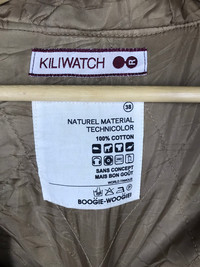 KILIWATCH R
38
NATUREL MATERIAL
TECHNICOLOR
100% COTTON
SANS CONCEPT
MAIS BON GOÛT
BOOGIE-WOOGIE!